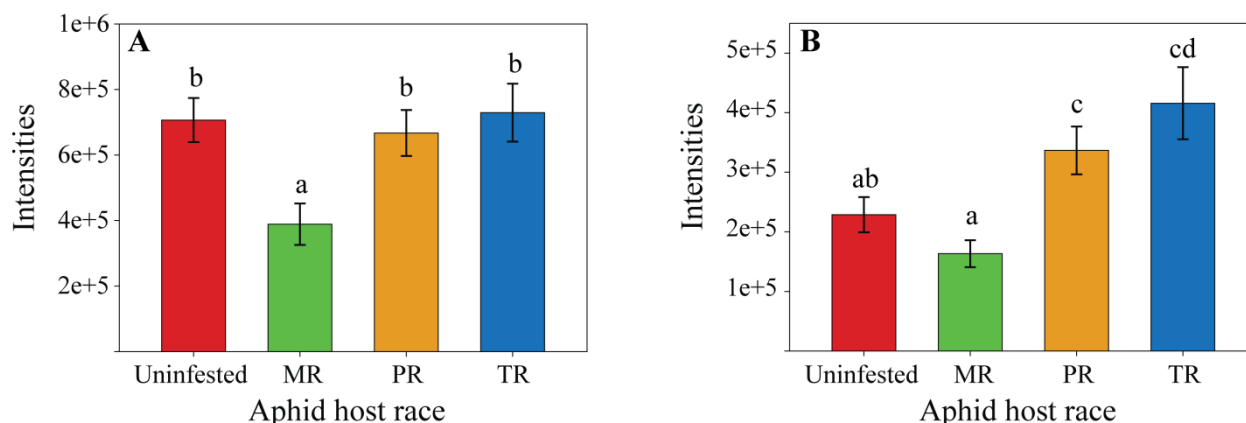 A
Intensities
1e+6
8e+5
6e+5
4e+5
2e+5
b
a
b
b
Uninfested MR PR TR
Aphid host race
B
Intensities
5e+5
4e+5
3e+5
2e+5
1e+5
ab
a
c
cd
Uninfested MR PR TR
Aphid host race